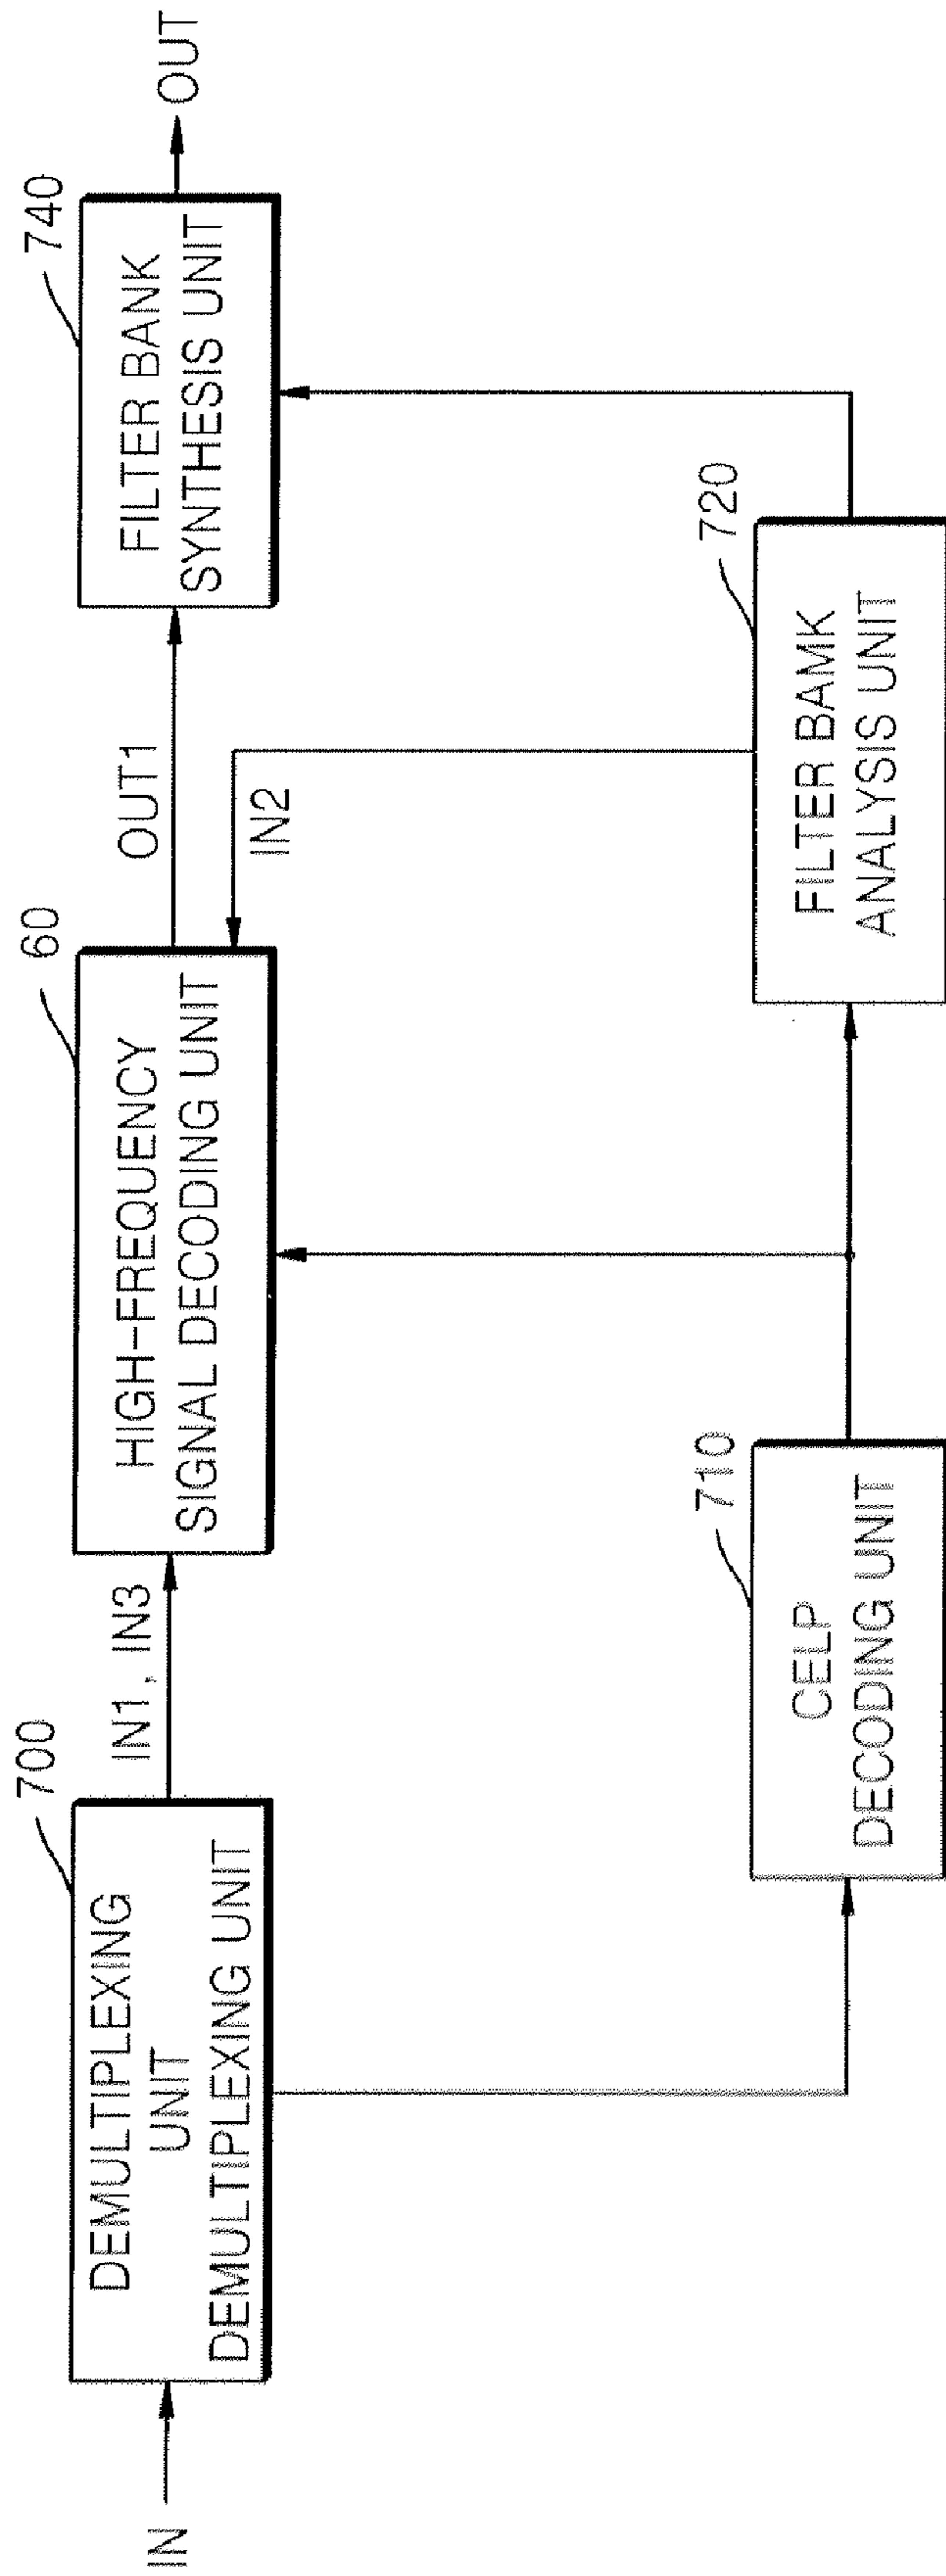 IN
700
DEMULTIPLEXING
UNIT
DEMULTIPLEXING UNIT
IN1, IN3
60
HIGH-FREQUENCY
SIGNAL DECODING UNIT
OUT1
IN2
740
FILTER BANK
SYNTHESIS UNIT
OUT
710
CELP
DECODING UNIT
720
FILTER BAMK
ANALYSIS UNIT